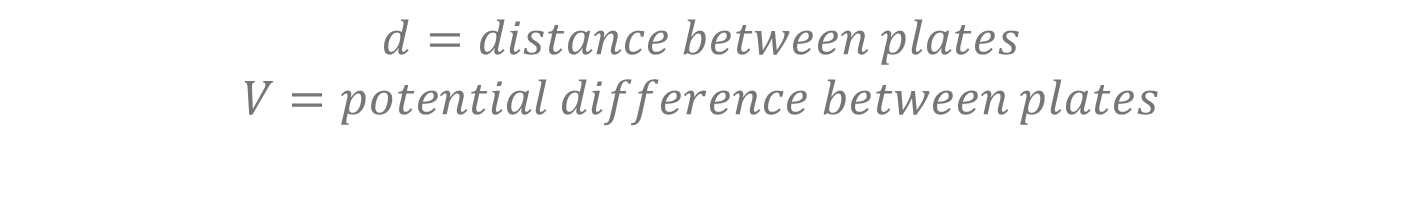 d = distance between plates
V = potential difference between plates